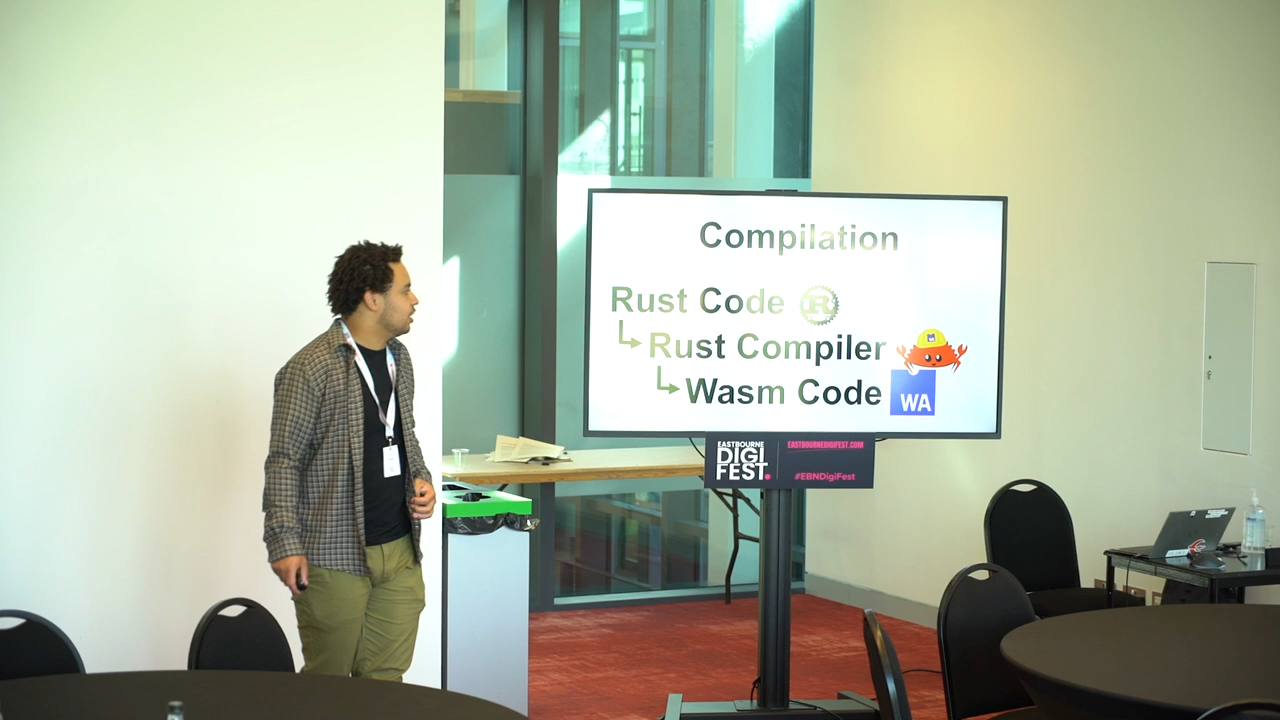 Compilation
Rust Code R
Rust Compiler
Wasm Code WA
EASTBOURNE
DIGI
FEST.
EASTBOURNEDIGIFEST.COM
#EBNDigiFest